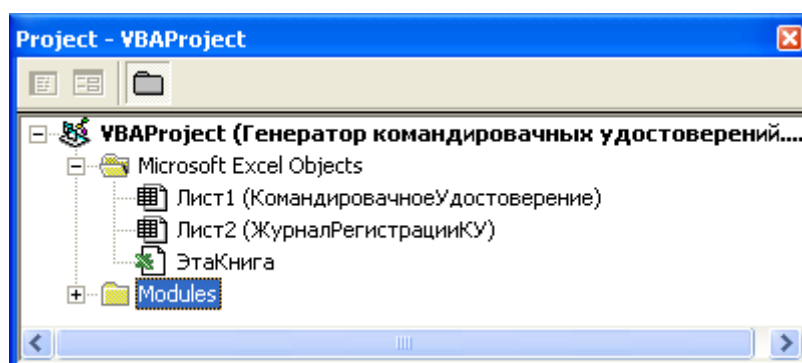 Project - VBAProject
VBAProject (Генератор командировачных удостоверений....
Microsoft Excel Objects
Лист1 (КомандировачноеУдостоверение)
Лист2 (ЖурналРегистрацииКУ)
ЭтаКнига
Modules